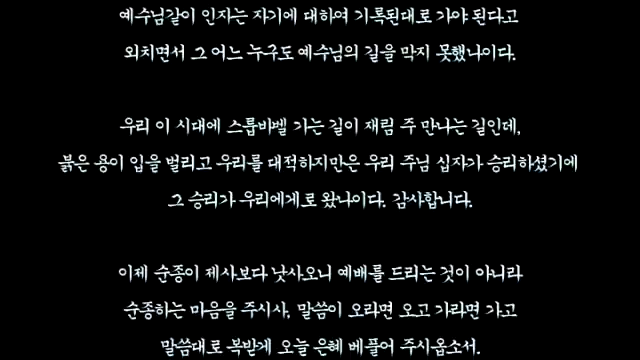 예수님같이 인자는 자기에 대하여 기록된대로 가야 된다고
외치면서 그 어느 누구도 예수님의 길을 막지 못했나이다.
우리 이 시대에 스룹바벨 가는 길이 재림 주 만나는 길인데,
붉은 용이 입을 벌리고 우리를 대적하지만은 우리 주님 십자가 승리하셨기에
그 승리가 우리에게로 왔나이다. 감사합니다.
이제 순종이 제사보다 낫사오니 예배를 드리는 것이 아니라
순종하는 마음을 주시사, 말씀이 오라면 오고 가라면 가고
말씀대로 복받게 오늘 은혜 베풀어 주시옵소서.